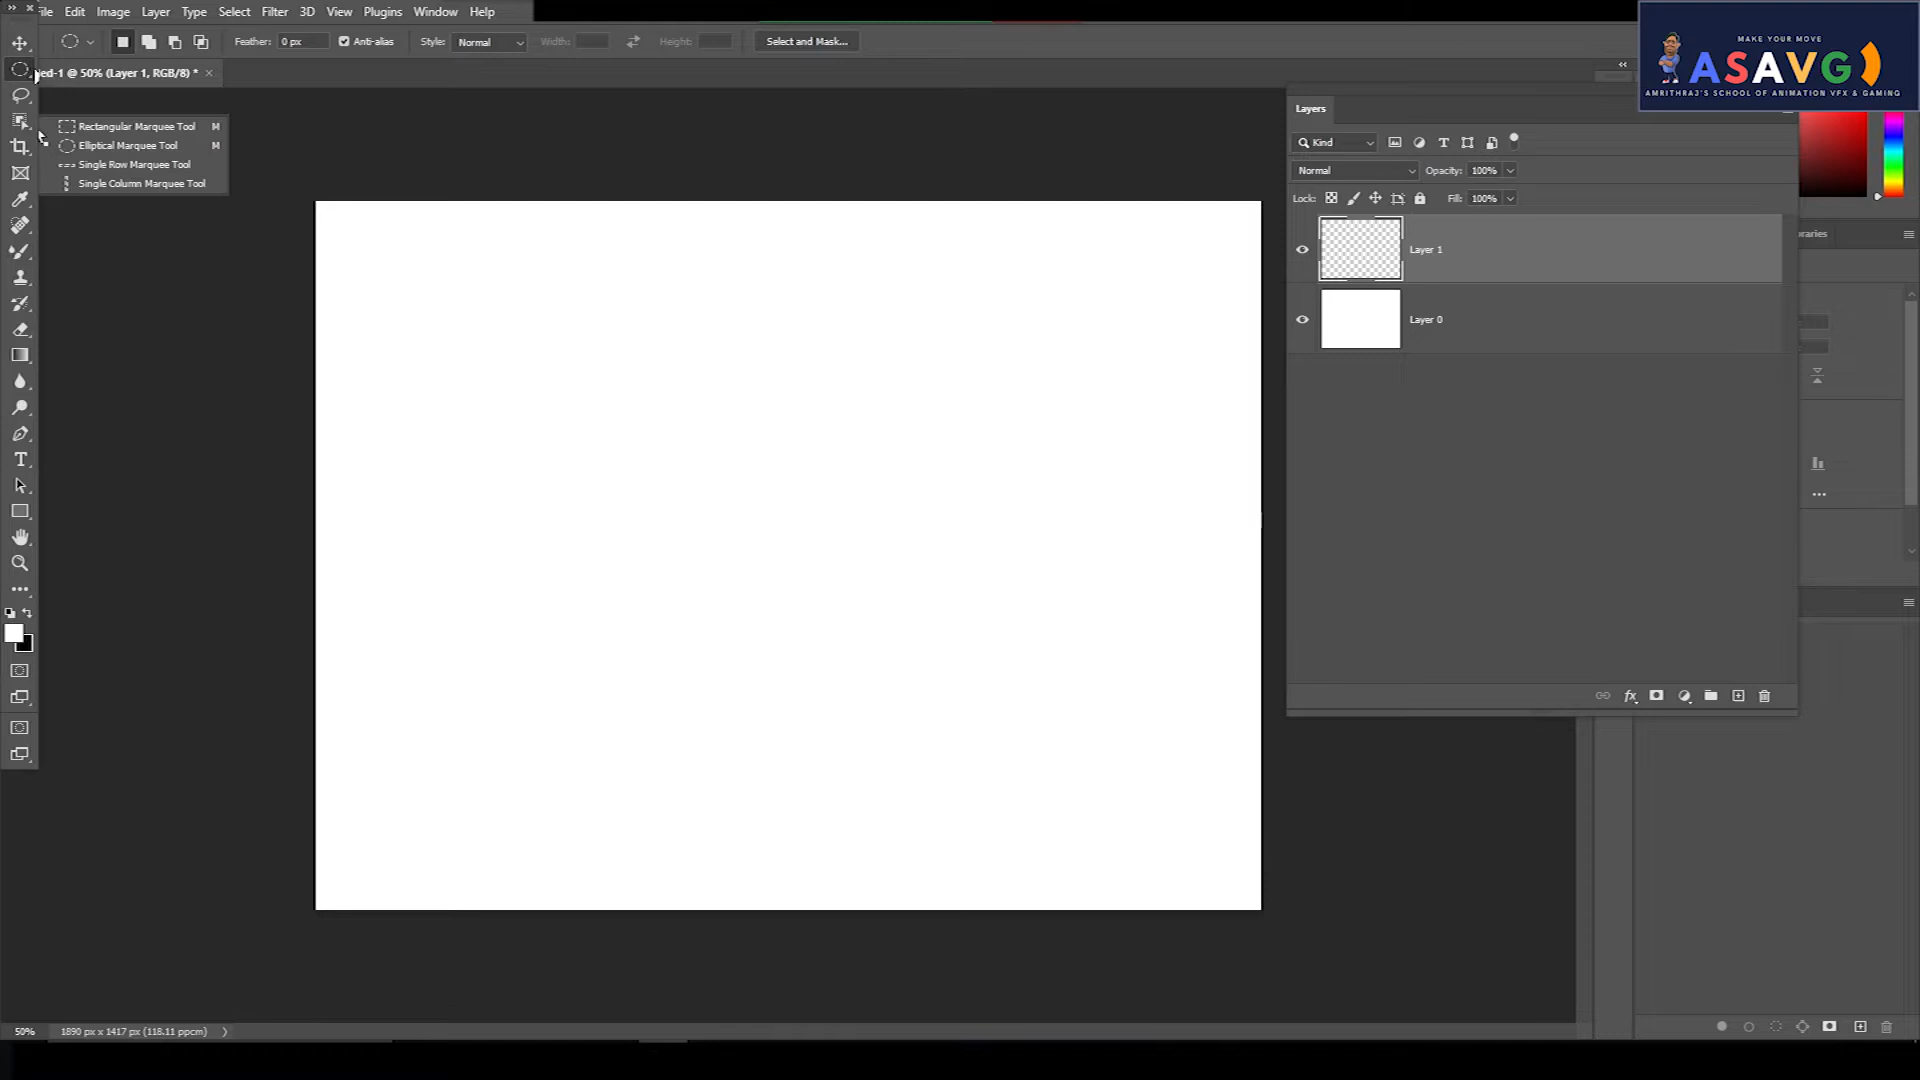 File Edit Image Layer Type Select Filter 3D View Plugins Window Help
Feather: 0 px Anti-alias Style: Normal Width: Height: Select and Mask...
ed-1 @ 50% (Layer 1, RGB/8) *
Rectangular Marquee Tool M
Elliptical Marquee Tool M
Single Row Marquee Tool
Single Column Marquee Tool
T
Layers
Kind
Normal Opacity: 100%
Lock: Fill: 100%
Layer 1
Layer 0
fx
raries
MAKE YOUR MOVE
ASAVG
AMRITHRAJ'S SCHOOL OF ANIMATION VFX & GAMING
50% 1890 px x 1417 px (118.11 ppcm)